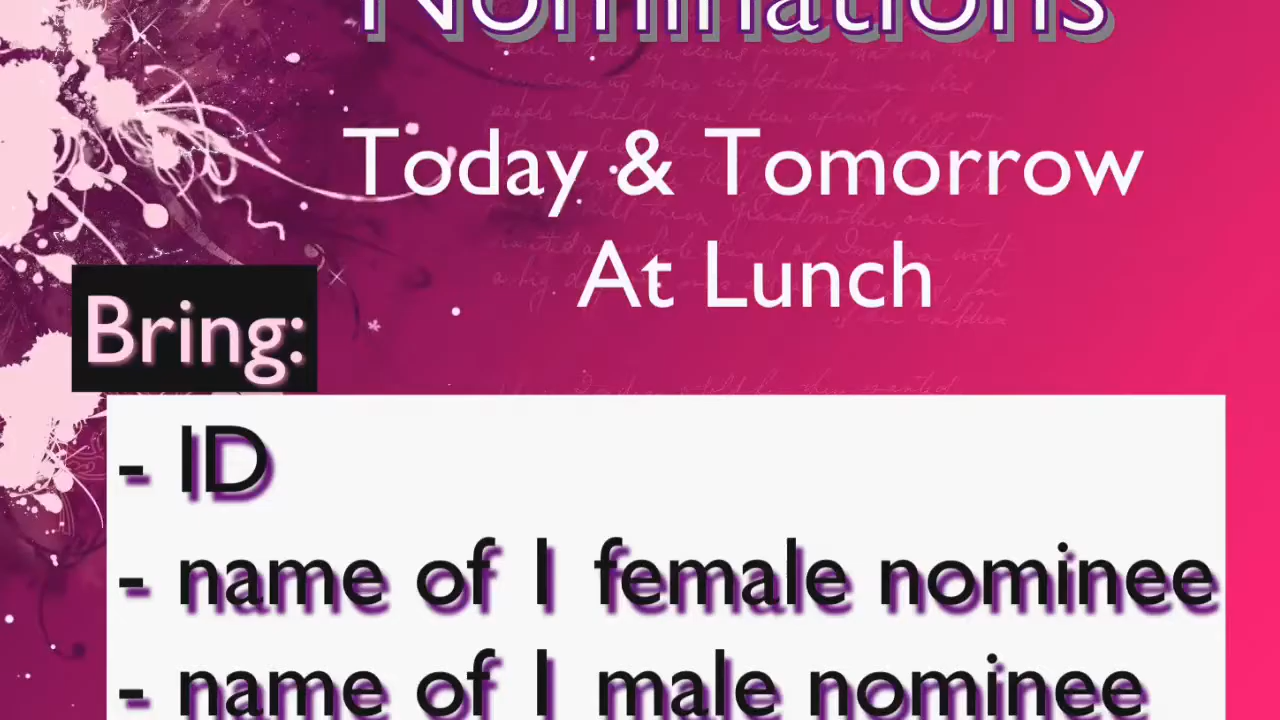 Nominations
Today & Tomorrow
At Lunch
Bring:
- ID
- name of 1 female nominee
- name of 1 male nominee